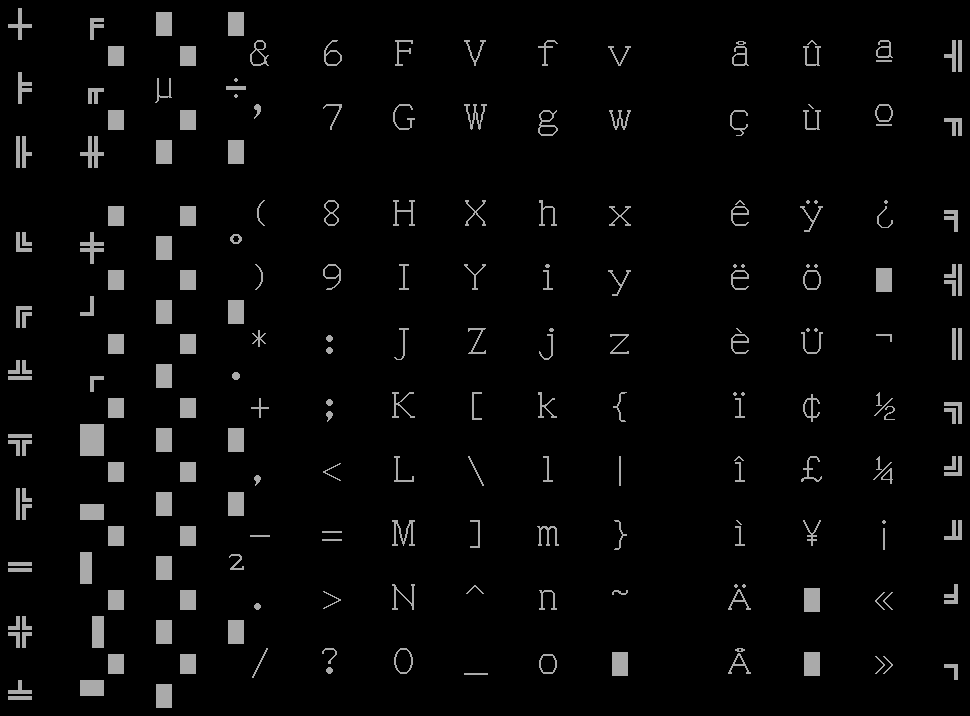 ┼ ╒ ■ ■
■ ■ & 6 F V f v å û ª ╢
╞ ╓ µ ÷
■ ■ ' 7 G W g w ç ù º ╖
╟ ╫ ■ ■
■ ■ ( 8 H X h x ê ÿ ¿ ╕
╚ ╪ ■ °
■ ■ ) 9 I Y i y ë ö ■ ╣
╔ ┘ ■ ■
■ ■ * : J Z j z è Ü ¬ ║
╩ ┌ ■ ·
■ ■ + ; K [ k { ï ¢ ½ ╗
╦ █ ■ ■
■ ■ , < L \ l | î £ ¼ ╝
╠ ▄ ■ ■
■ ■ - = M ] m } ì ¥ ¡ ╜
═ ▌ ■ ²
■ ■ . > N ^ n ~ Ä ■ « ╛
╬ ▐ ■ ■
■ ■ / ? O _ o ■ Å ■ » ┐
╧ ▀ ■